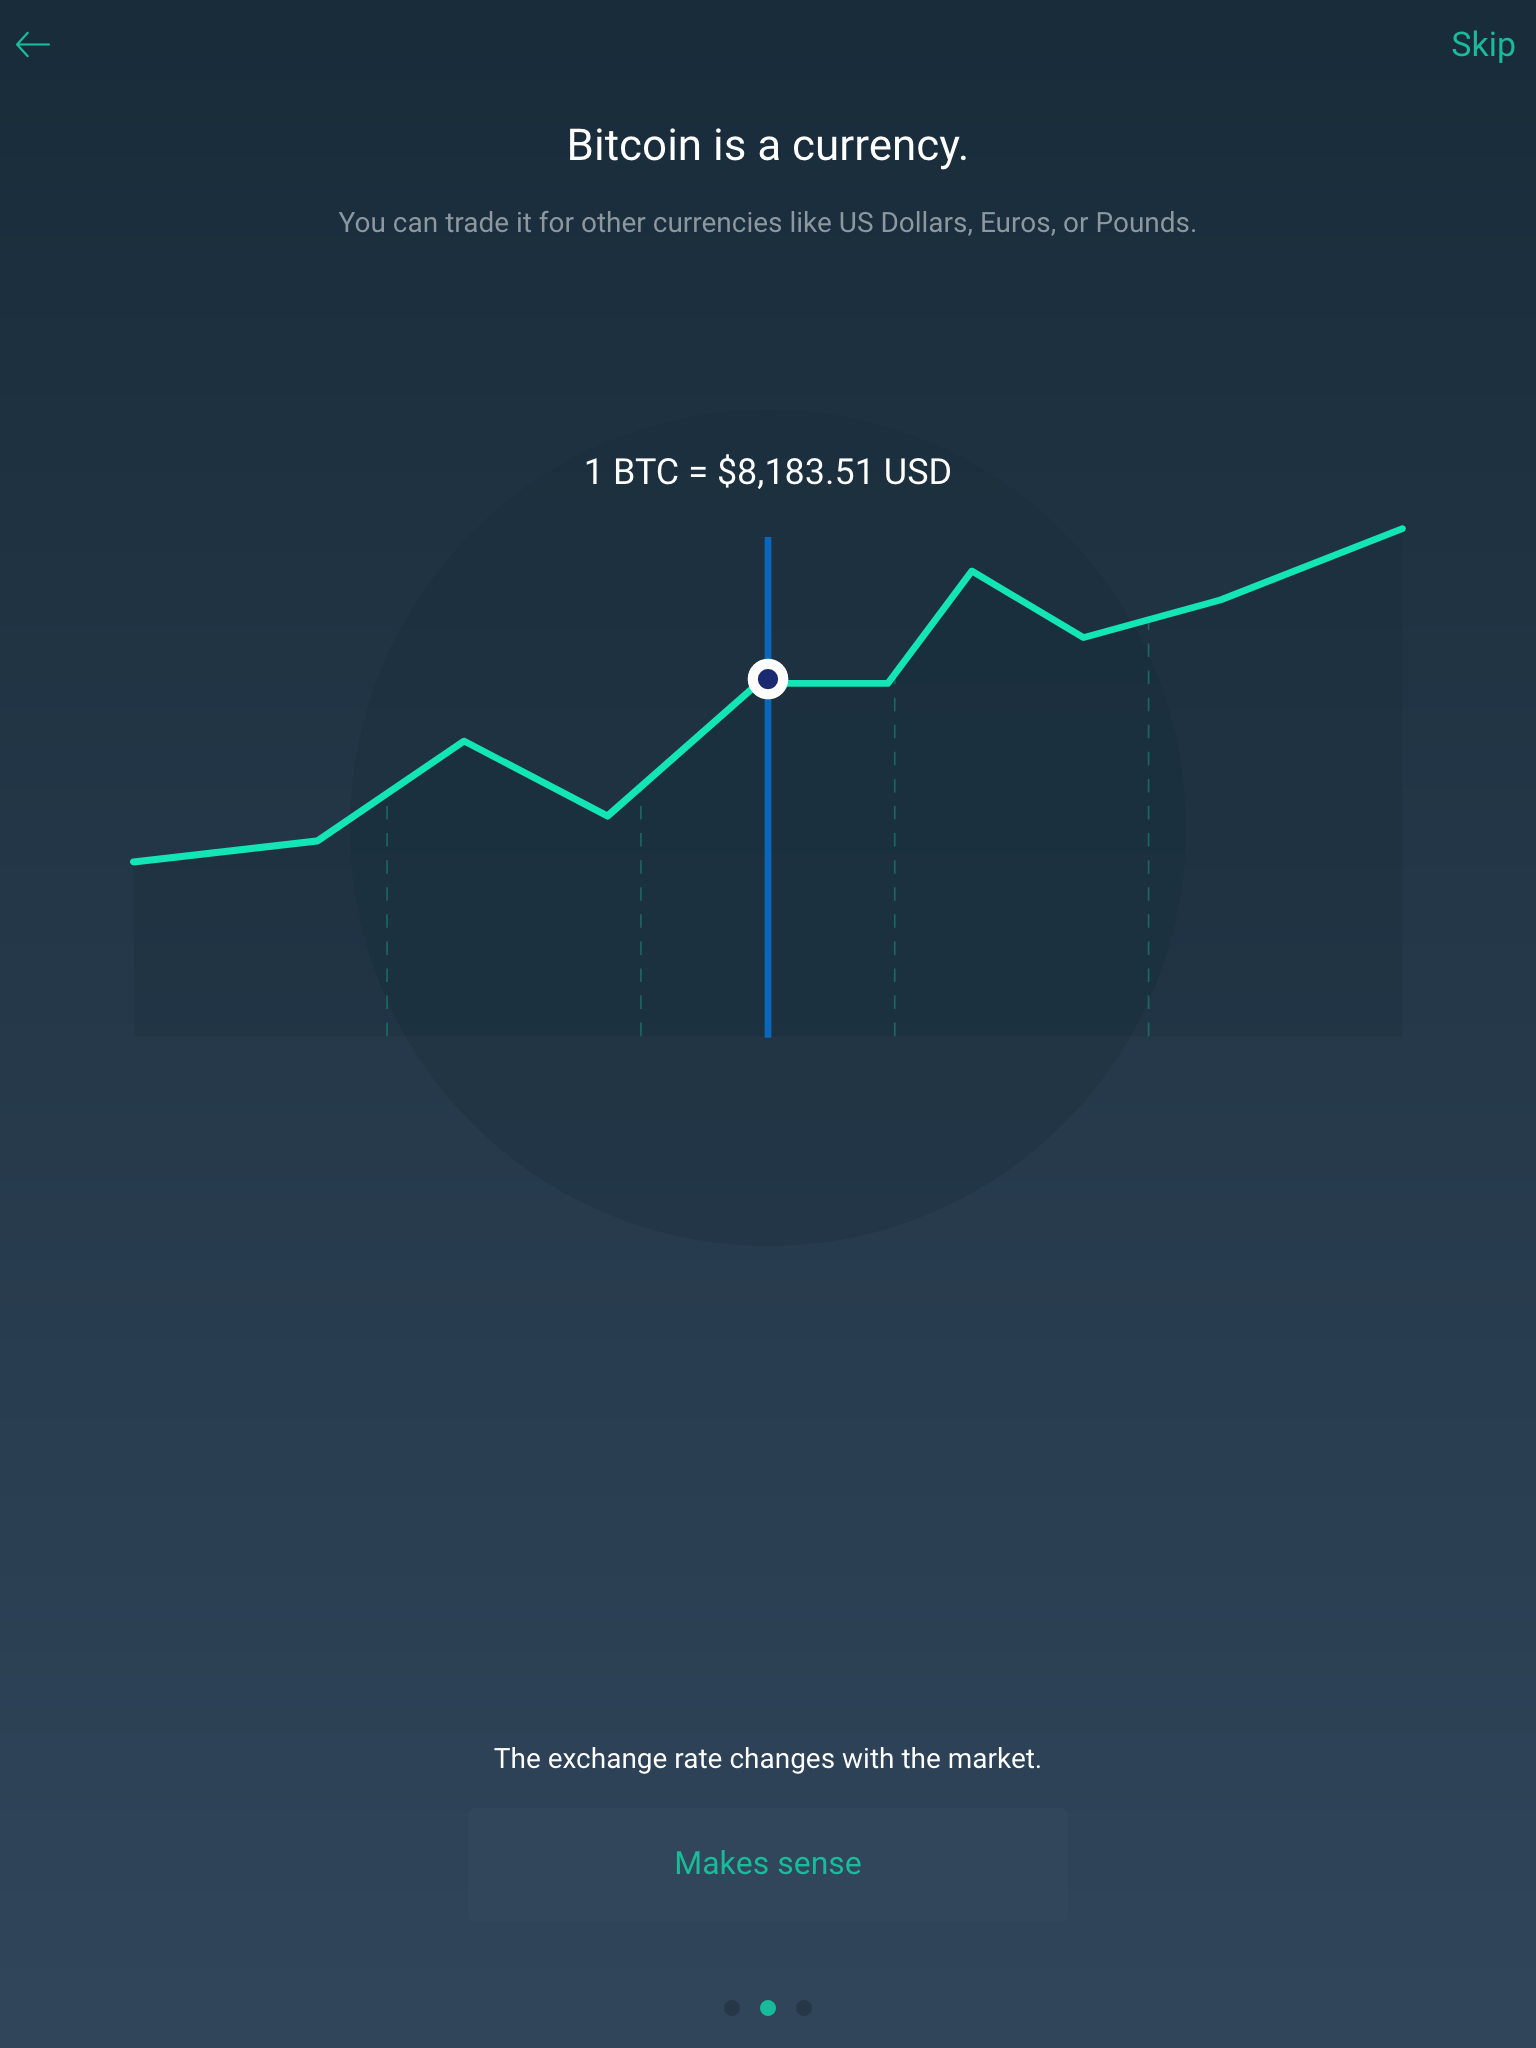 Skip
Bitcoin is a currency.
You can trade it for other currencies like US Dollars, Euros, or Pounds.
1 BTC = $8,183.51 USD
The exchange rate changes with the market.
Makes sense